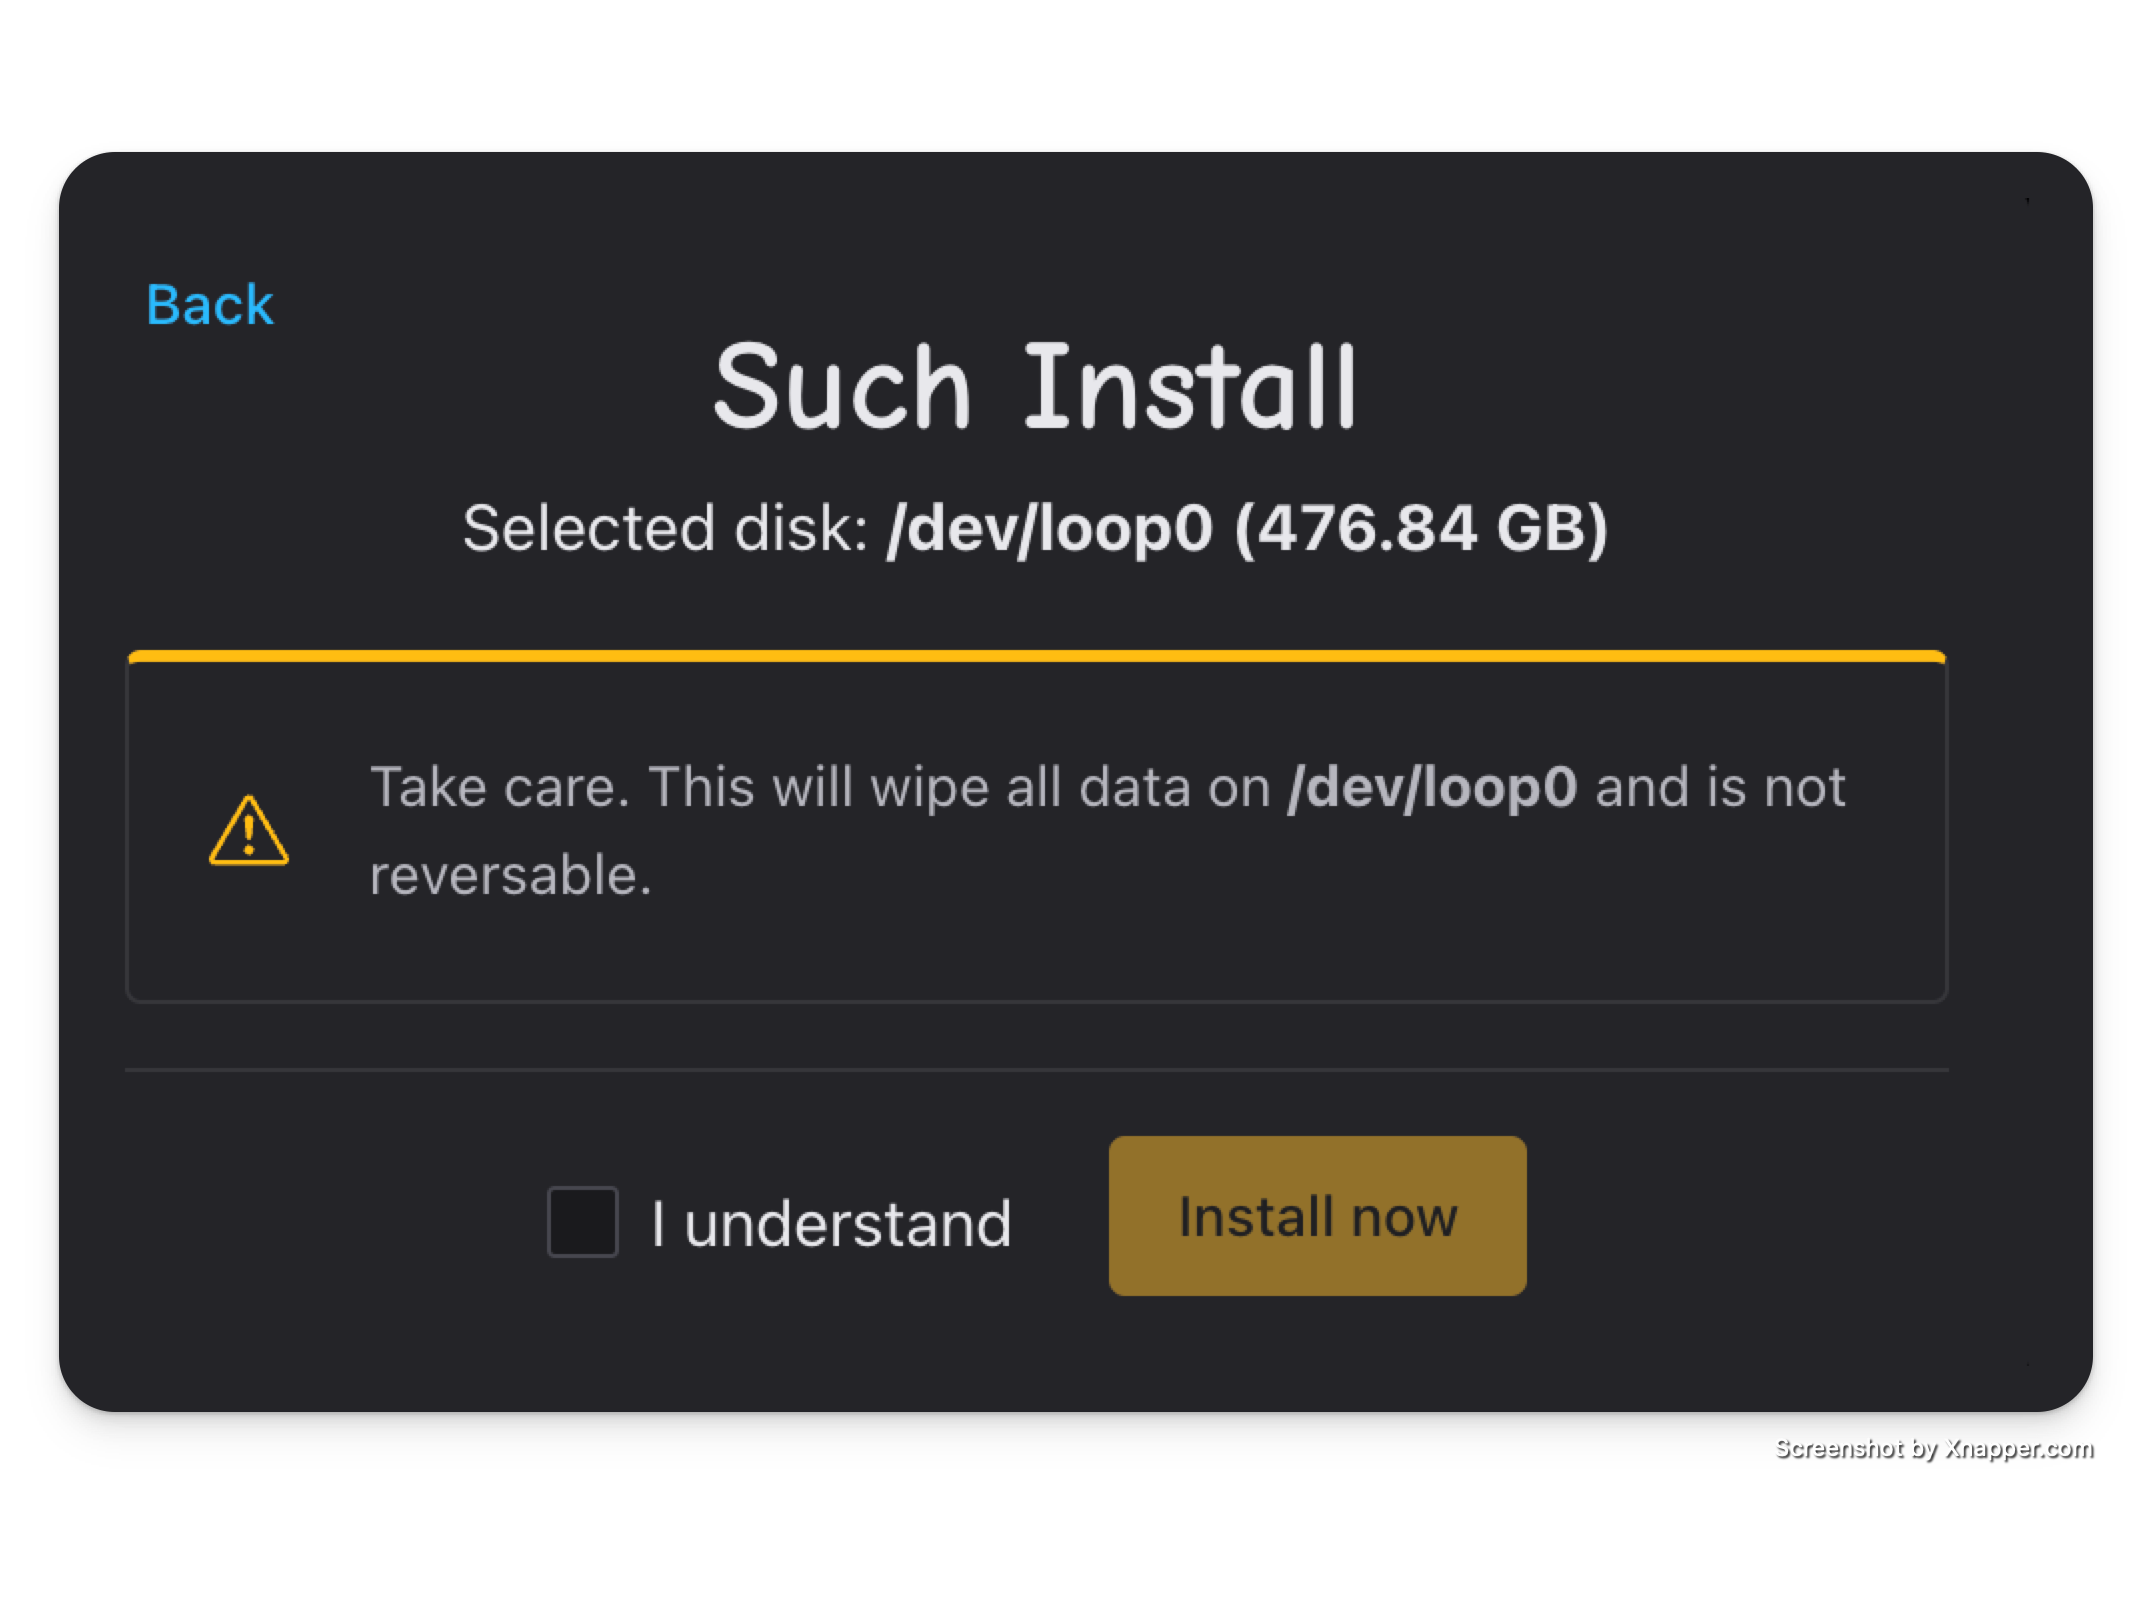 Back
Such Install
Selected disk: /dev/loop0 (476.84 GB)
Take care. This will wipe all data on /dev/loop0 and is not
reversable.
I understand
Install now
Screenshot by Xnapper.com